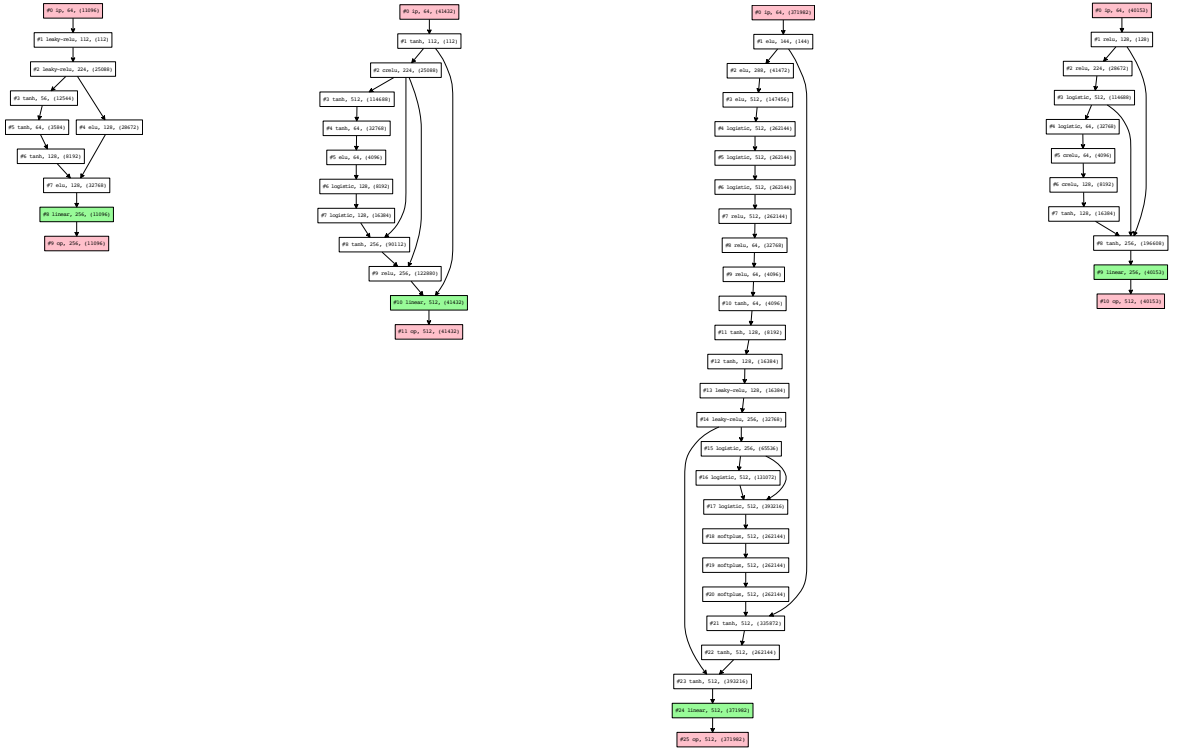 #0 ip, 64, (11096)
#1 leaky-relu, 112, (112)
#2 leaky-relu, 224, (25088)
#3 tanh, 56, (12544)
#5 tanh, 64, (3584)
#4 elu, 128, (28672)
#6 tanh, 128, (8192)
#7 elu, 128, (32768)
#8 linear, 256, (11096)
#9 op, 256, (11096)
#0 ip, 64, (41432)
#1 tanh, 112, (112)
#2 crelu, 224, (25088)
#3 tanh, 512, (114688)
#4 tanh, 64, (32768)
#5 elu, 64, (4096)
#6 logistic, 128, (8192)
#7 logistic, 128, (16384)
#8 tanh, 256, (90112)
#9 relu, 256, (122880)
#10 linear, 512, (41432)
#11 op, 512, (41432)
#0 ip, 64, (371982)
#1 elu, 144, (144)
#2 elu, 288, (41472)
#3 elu, 512, (147456)
#4 logistic, 512, (262144)
#5 logistic, 512, (262144)
#6 logistic, 512, (262144)
#7 relu, 512, (262144)
#8 relu, 64, (32768)
#9 relu, 64, (4096)
#10 tanh, 64, (4096)
#11 tanh, 128, (8192)
#12 tanh, 128, (16384)
#13 leaky-relu, 128, (16384)
#14 leaky-relu, 256, (32768)
#15 logistic, 256, (65536)
#16 logistic, 512, (131072)
#17 logistic, 512, (393216)
#18 softplus, 512, (262144)
#19 softplus, 512, (262144)
#20 softplus, 512, (262144)
#21 tanh, 512, (335872)
#22 tanh, 512, (262144)
#23 tanh, 512, (393216)
#24 linear, 512, (371982)
#25 op, 512, (371982)
#0 ip, 64, (40153)
#1 relu, 128, (128)
#2 relu, 224, (28672)
#3 logistic, 512, (114688)
#4 logistic, 64, (32768)
#5 crelu, 64, (4096)
#6 crelu, 128, (8192)
#7 tanh, 128, (16384)
#8 tanh, 256, (196608)
#9 linear, 256, (40153)
#10 op, 512, (40153)